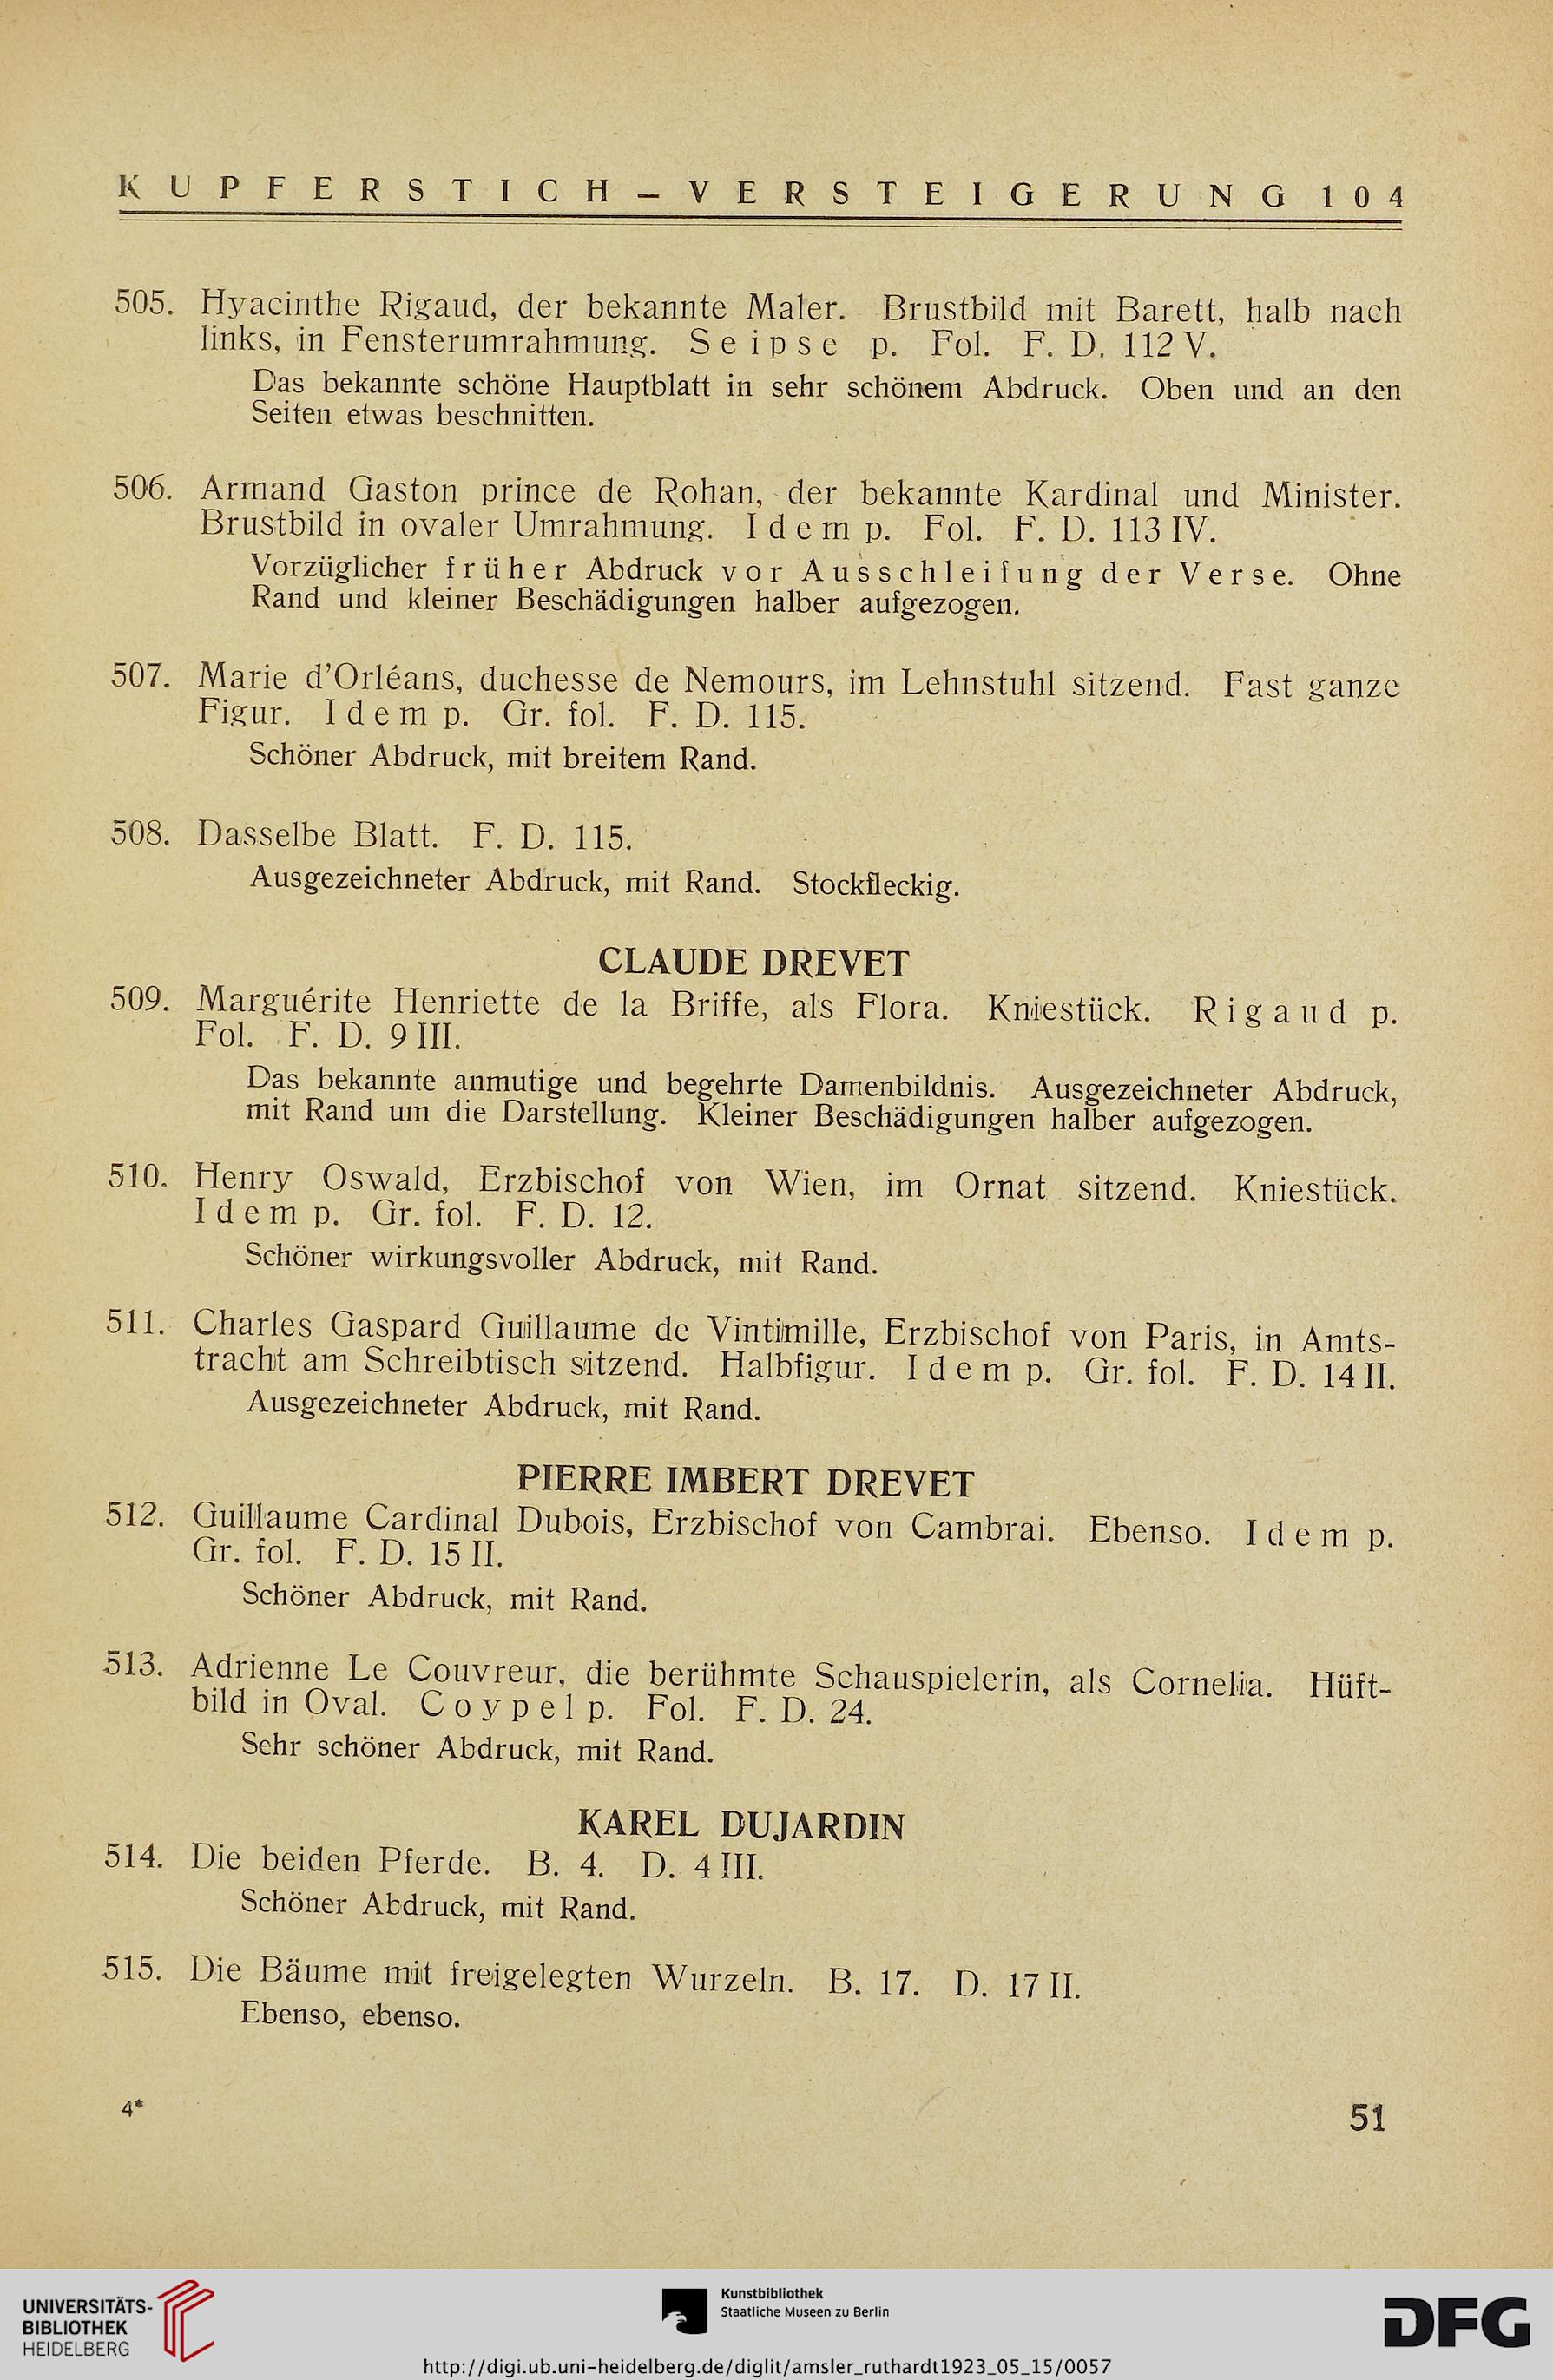 KUPFERSTICH – VERSTEIGERUNG 104
505. Hyacinthe Rigaud, der bekannte Maler. Brustbild mit Barett, halb nach
links, in Fensterumrahmung. Seipse p. Fol. F. D. 112 V.
Das bekannte schöne Hauptblatt in sehr schönem Abdruck. Oben und an den
Seiten etwas beschnitten.
506. Armand Gaston prince de Rohan, der bekannte Kardinal und Minister.
Brustbild in ovaler Umrahmung. Idem p. Fol. F. D. 113 IV.
Vorzüglicher früher Abdruck vor Ausschleifung der Verse. Ohne
Rand und kleiner Beschädigungen halber aufgezogen.
507. Marie d'Orléans, duchesse de Nemours, im Lehnstuhl sitzend. Fast ganze
Figur. Idem p. Gr. fol. F. D. 115.
Schöner Abdruck, mit breitem Rand.
508. Dasselbe Blatt. F. D. 115.
Ausgezeichneter Abdruck, mit Rand. Stockfleckig.
CLAUDE DREVET
509. Marguérite Henriette de la Briffe, als Flora. Kniestück. Rigaud p.
Fol. F. D. 9 III.
Das bekannte anmutige und begehrte Damenbildnis. Ausgezeichneter Abdruck,
mit Rand um die Darstellung. Kleiner Beschädigungen halber aufgezogen.
510. Henry Oswald, Erzbischof von Wien, im Ornat sitzend. Kniestück.
Idem p. Gr. fol. F. D. 12.
Schöner wirkungsvoller Abdruck, mit Rand.
511. Charles Gaspard Guillaume de Vintimille, Erzbischof von Paris, in Amts-
tracht am Schreibtisch sitzend. Halbfigur. Idem p. Gr. fol. F. D. 14 II.
Ausgezeichneter Abdruck, mit Rand.
PIERRE IMBERT DREVET
512. Guillaume Cardinal Dubois, Erzbischof von Cambrai. Ebenso. Idem p.
Gr. fol. F. D. 15 II.
Schöner Abdruck, mit Rand.
513. Adrienne Le Couvreur, die berühmte Schauspielerin, als Cornelia. Hüft-
bild in Oval. Coypel p. Fol. F. D. 24.
Sehr schöner Abdruck, mit Rand.
KAREL DUJARDIN
514. Die beiden Pferde. B. 4. D. 4 III.
Schöner Abdruck, mit Rand.
515. Die Bäume mit freigelegten Wurzeln. B. 17. D. 17 II.
Ebenso, ebenso.
4*
51
UNIVERSITÄTS-
BIBLIOTHEK
HEIDELBERG
Kunstbibliothek
Staatliche Museen zu Berlin
DFG
http://digi.ub.uni-heidelberg.de/diglit/amsler_ruthardt1923_05_15/0057